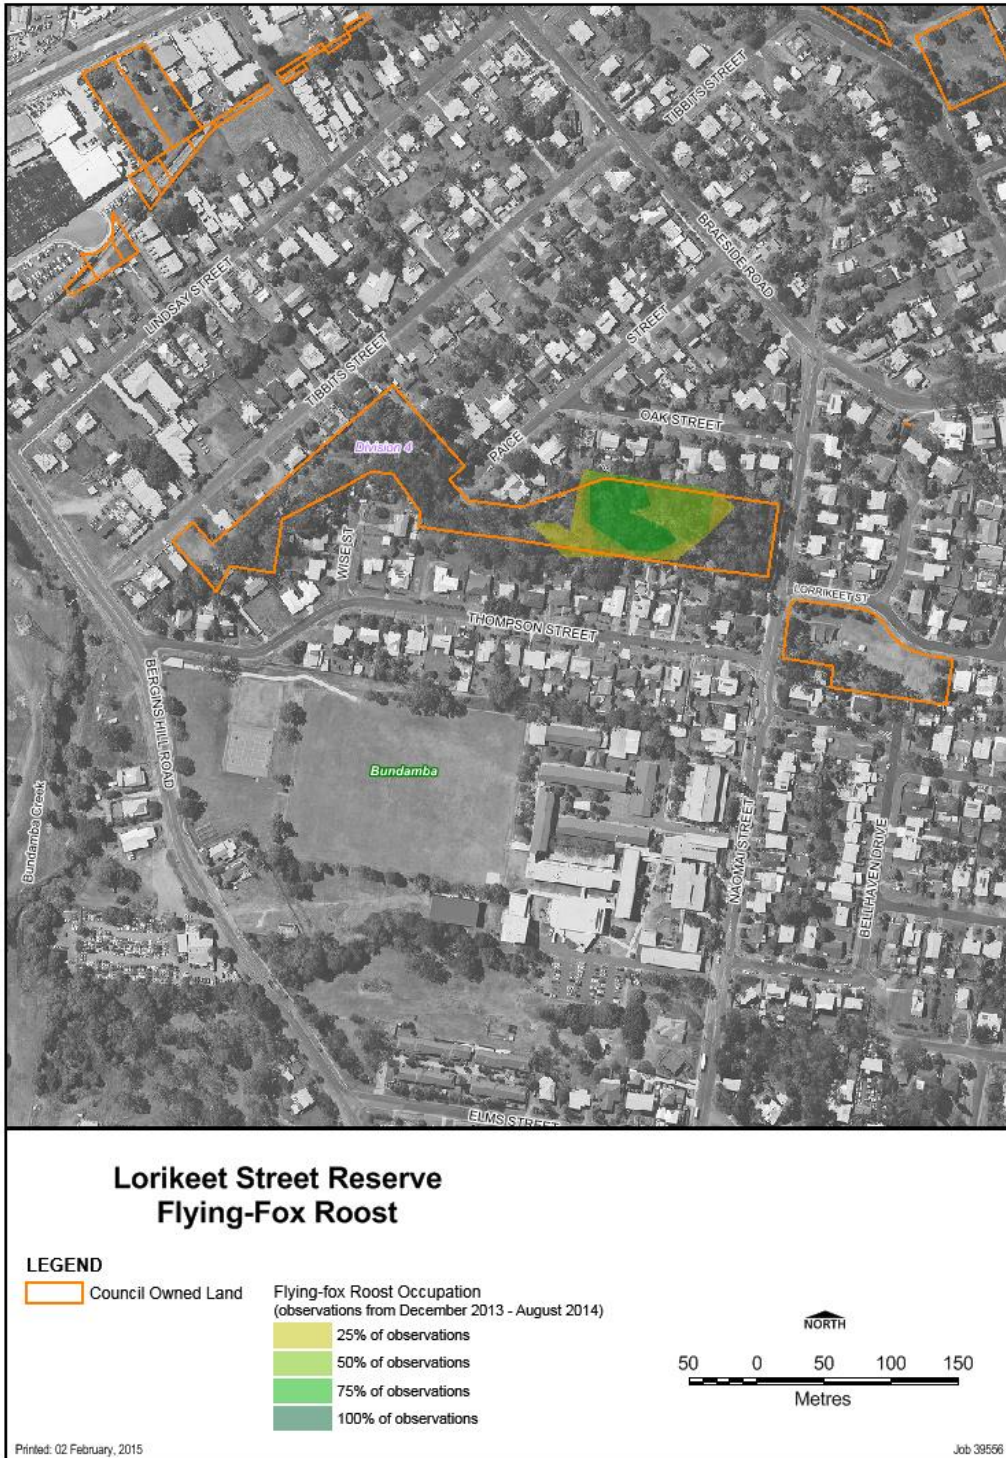 TIBBITS STREET
BRAESIDE ROAD
LINDSAY STREET
TIBBITS STREET
STREET
PAICE
OAK STREET
Division 4
WISE ST
LORRIKEET ST
THOMPSON STREET
BERGINS HILL ROAD
Bundamba
Bundamba Creek
NAOMAI STREET
BELLHAVEN DRIVE
ELMS STREET
Lorikeet Street Reserve
Flying-Fox Roost
LEGEND
Council Owned Land
Flying-fox Roost Occupation
(observations from December 2013 - August 2014)
25% of observations
50% of observations
75% of observations
100% of observations
NORTH
50 0 50 100 150
Metres
Printed: 02 February, 2015
Job 39556